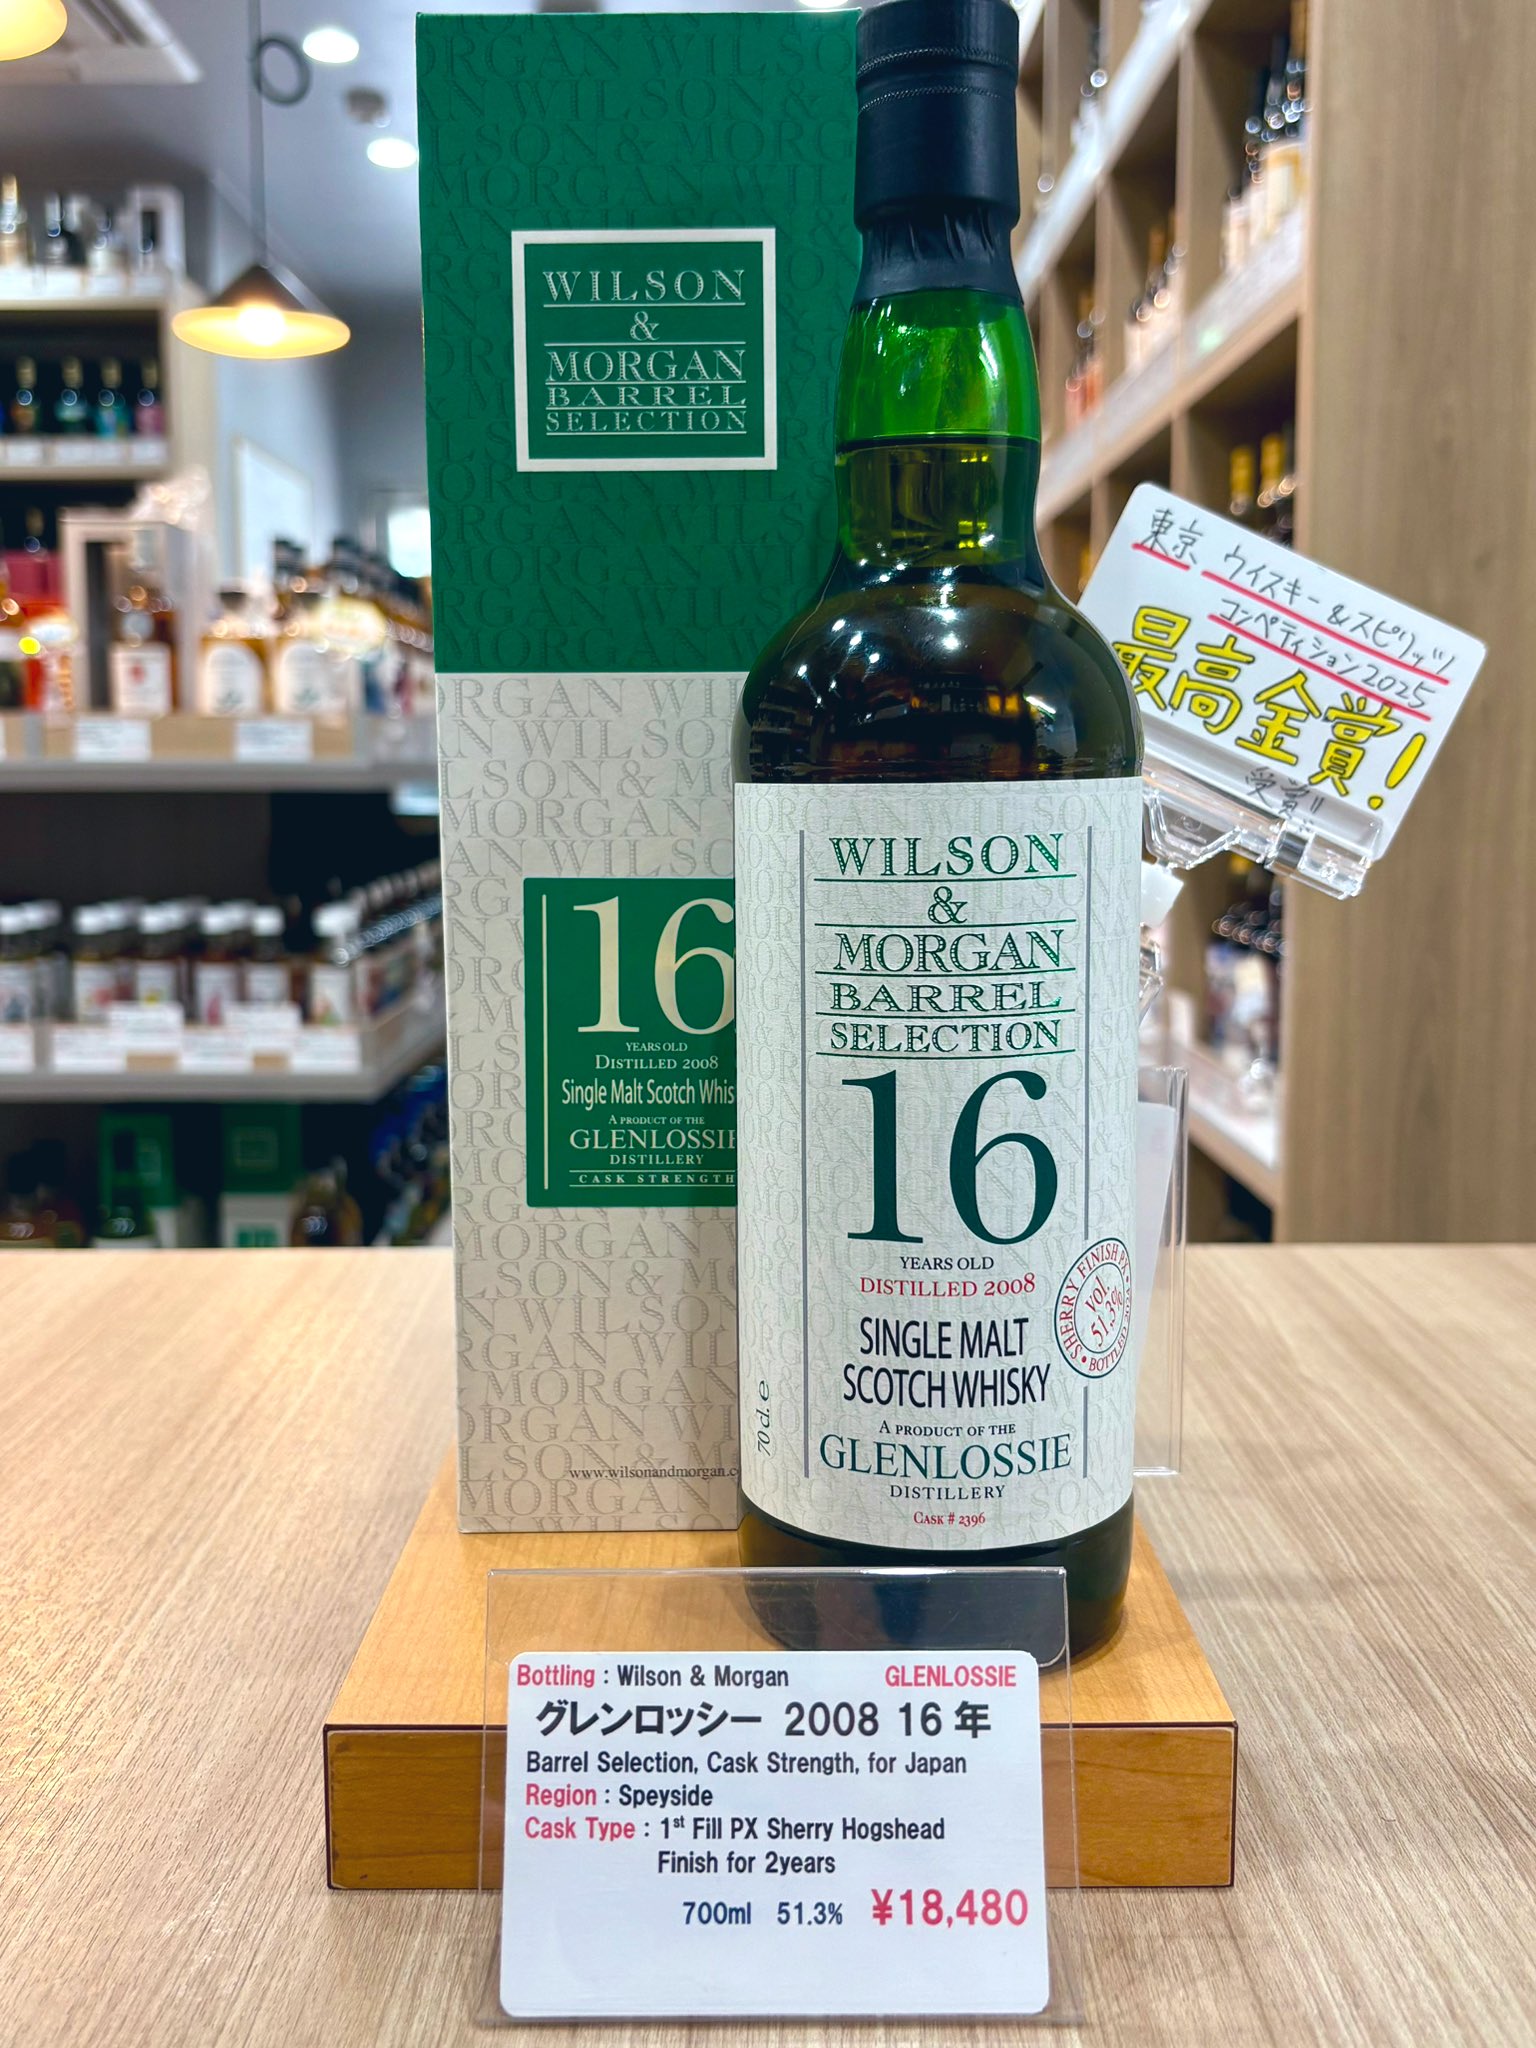 WILSON
&
MORGAN
BARREL
SELECTION
16
YEARS OLD
DISTILLED 2008
Single Malt Scotch Whis
A PRODUCT OF THE
GLENLOSSIE
DISTILLERY
CASK STRENGTH
www.wilsonandmorgan.c
WILSON
&
MORGAN
BARREL
SELECTION
16
YEARS OLD
DISTILLED 2008
SINGLE MALT
SCOTCH WHISKY
A PRODUCT OF THE
GLENLOSSIE
DISTILLERY
CASK # 2396
70 cl. e
SHERRY FINISH PX
vol.
51,3%
BOTTLED 2024
東京 ウイスキー&スピリッツ
コンペティション2025
最高金賞!
受賞!!
Bottling : Wilson & Morgan GLENLOSSIE
グレンロッシー 2008 16年
Barrel Selection, Cask Strength, for Japan
Region : Speyside
Cask Type : 1st Fill PX Sherry Hogshead
Finish for 2years
700ml 51.3% ¥18,480